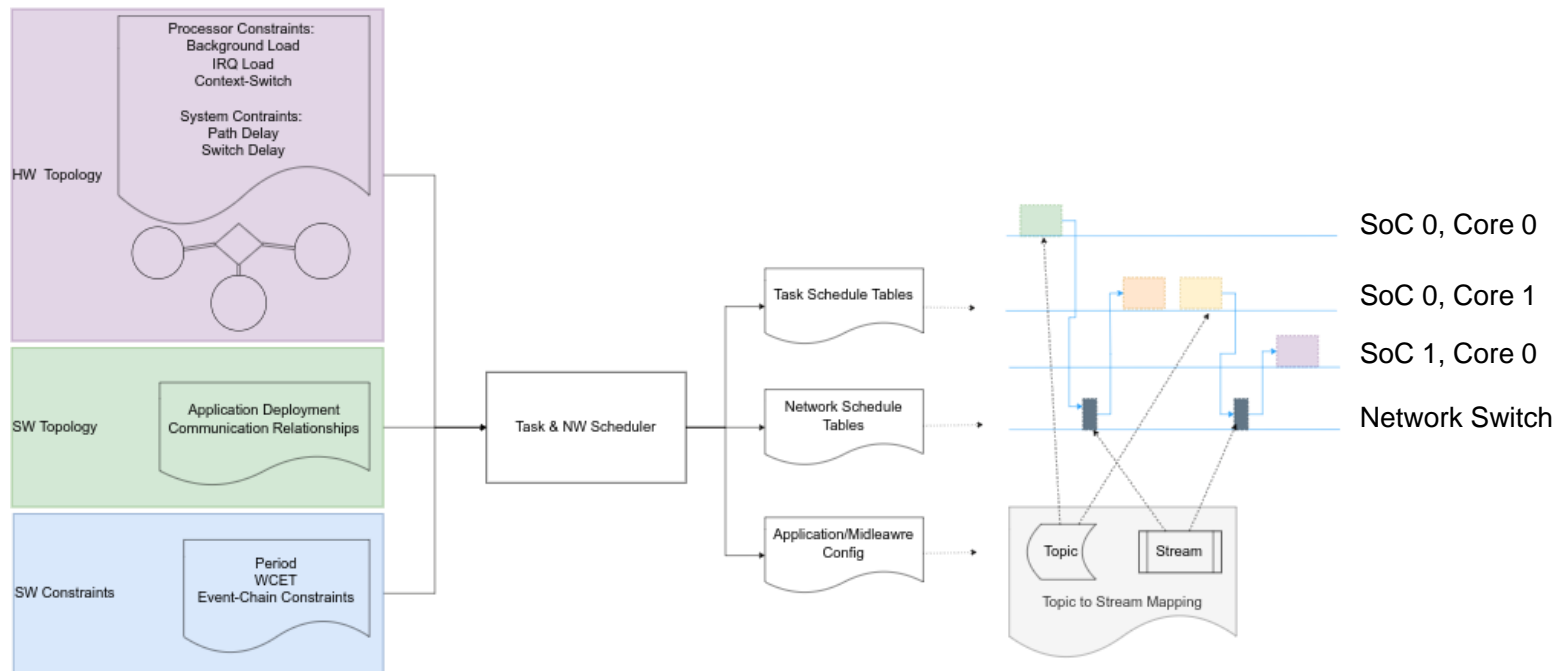 Processor Constraints:
Background Load
IRQ Load
Context-Switch
System Contraints:
Path Delay
Switch Delay
HW Topology
SW Topology
Application Deployment
Communication Relationships
SW Constraints
Period
WCET
Event-Chain Constraints
Task & NW Scheduler
Task Schedule Tables
Network Schedule
Tables
Application/Midleawre
Config
SoC 0, Core 0
SoC 0, Core 1
SoC 1, Core 0
Network Switch
Topic
Stream
Topic to Stream Mapping